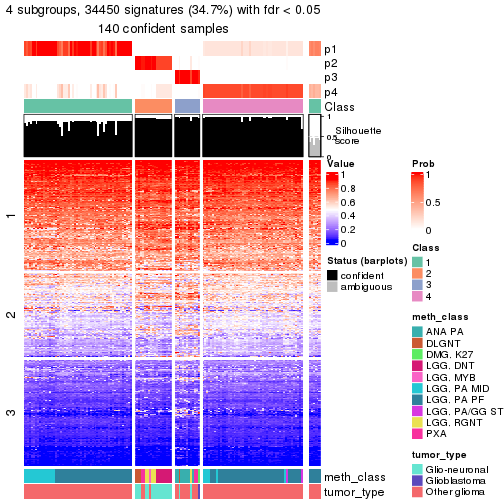 4 subgroups, 34450 signatures (34.7%) with fdr < 0.05
140 confident samples
p1
p2
p3
p4
Class
1
0.5
0
Silhouette
score
1
2
3
meth_class
tumor_type
Value
1
0.8
0.6
0.4
0.2
0
Status (barplots)
confident
ambiguous
Prob
1
0.5
0
Class
1
2
3
4
meth_class
ANA PA
DLGNT
DMG. K27
LGG. DNT
LGG. MYB
LGG. PA MID
LGG. PA PF
LGG. PA/GG ST
LGG. RGNT
PXA
tumor_type
Glio-neuronal
Glioblastoma
Other glioma